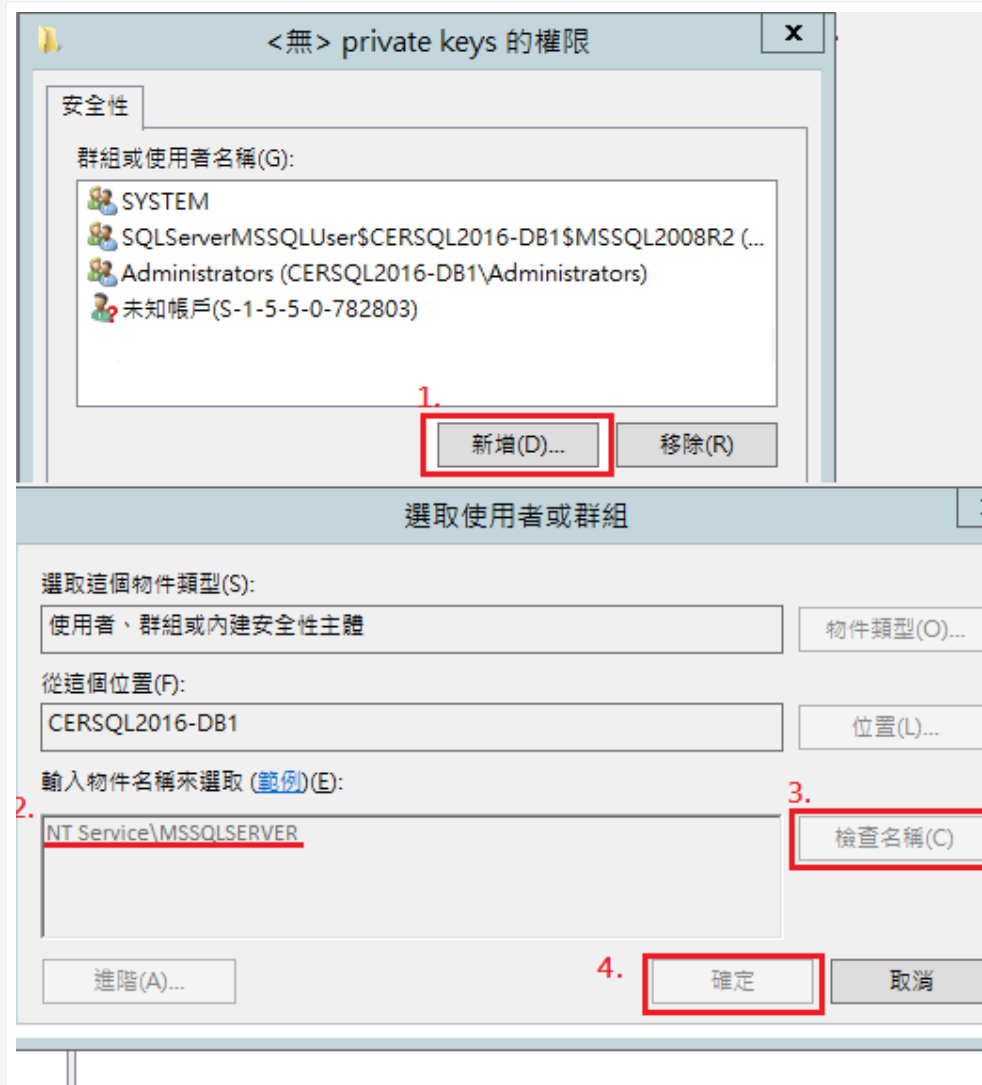 <無> private keys 的權限
x
安全性
群組或使用者名稱(G):
SYSTEM
SQLServerMSSQLUser$CERSQL2016-DB1$MSSQL2008R2 (...
Administrators (CERSQL2016-DB1\Administrators)
未知帳戶(S-1-5-5-0-782803)
1.
新增(D)...
移除(R)
選取使用者或群組
選取這個物件類型(S):
使用者、群組或內建安全性主體
物件類型(O)...
從這個位置(F):
CERSQL2016-DB1
位置(L)...
輸入物件名稱來選取 (範例)(E):
2.
3.
NT Service\MSSQLSERVER
檢查名稱(C)
進階(A)...
4.
確定
取消